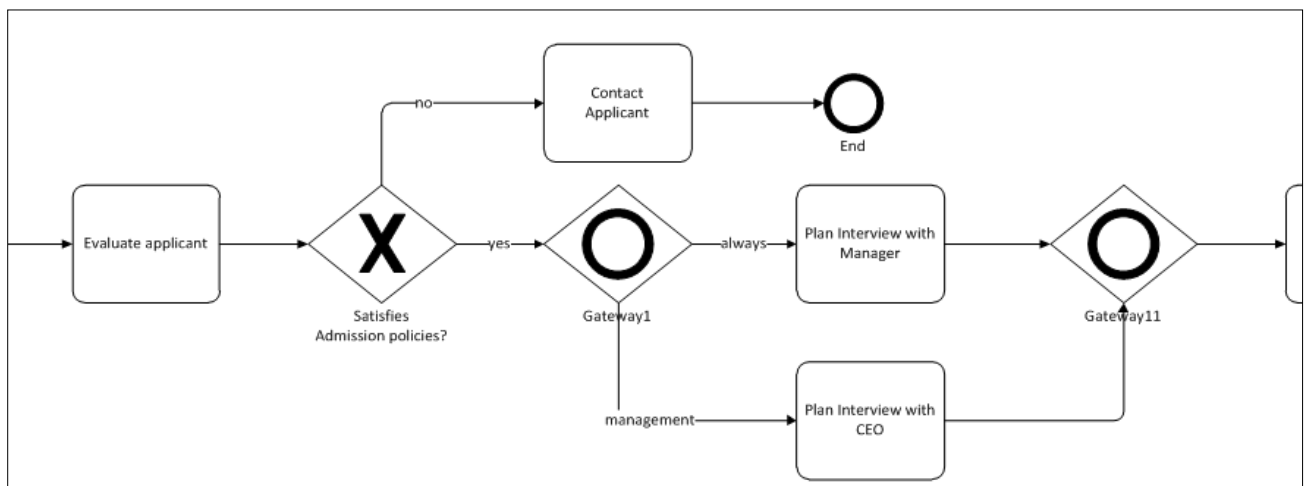 Contact
Applicant
no
End
Evaluate applicant
X
Satisfies
Admission policies?
yes
Gateway1
always
Plan Interview with
Manager
Gateway11
management
Plan Interview with
CEO